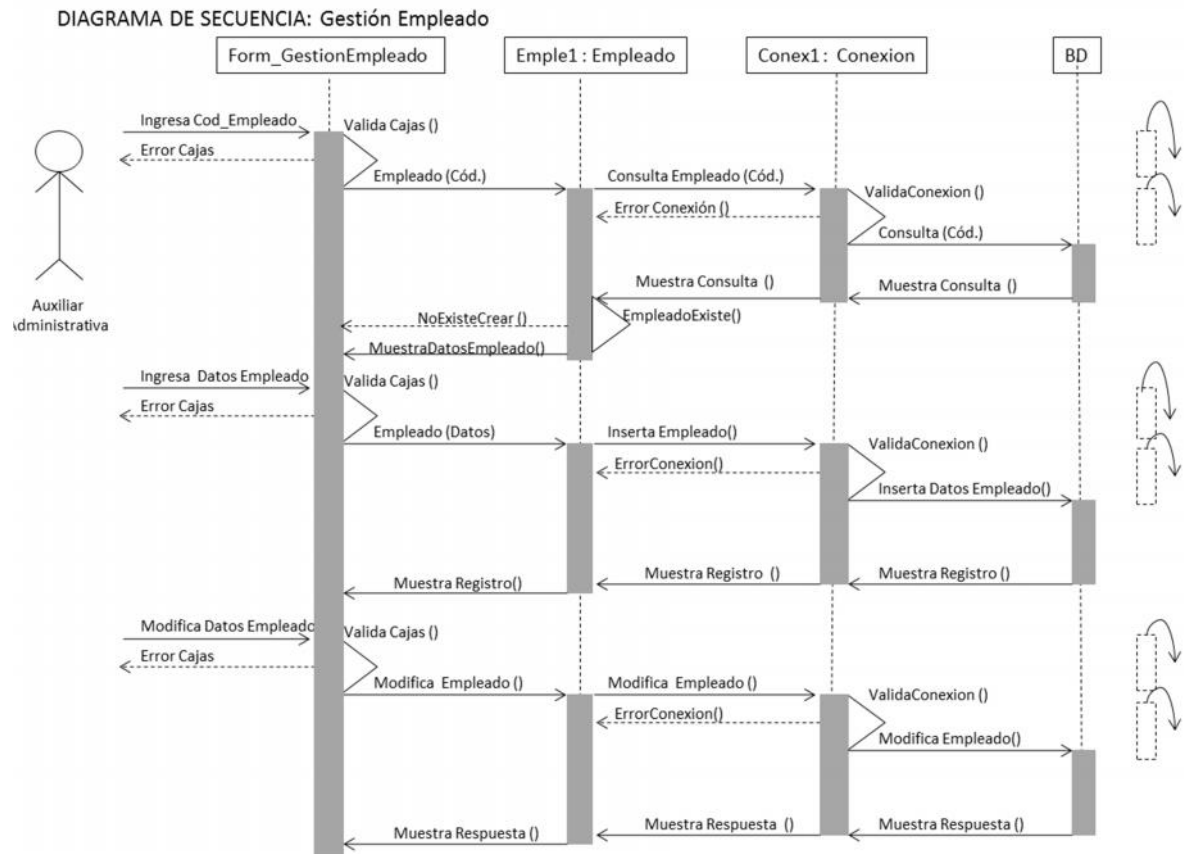 DIAGRAMA DE SECUENCIA: Gestión Empleado
Form_GestionEmpleado
Emple1 : Empleado
Conex1 : Conexion
BD
Ingresa Cod_Empleado
Valida Cajas ()
Error Cajas
Empleado (Cód.)
Consulta Empleado (Cód.)
ValidaConexion ()
Error Conexión ()
Consulta (Cód.)
Muestra Consulta ()
Muestra Consulta ()
Auxiliar
Administrativa
NoExisteCrear ()
EmpleadoExiste()
MuestraDatosEmpleado()
Ingresa Datos Empleado
Valida Cajas ()
Error Cajas
Empleado (Datos)
Inserta Empleado()
ValidaConexion ()
ErrorConexion()
Inserta Datos Empleado()
Muestra Registro()
Muestra Registro ()
Muestra Registro ()
Modifica Datos Empleado
Valida Cajas ()
Error Cajas
Modifica Empleado ()
Modifica Empleado ()
ValidaConexion ()
ErrorConexion()
Modifica Empleado()
Muestra Respuesta ()
Muestra Respuesta ()
Muestra Respuesta ()